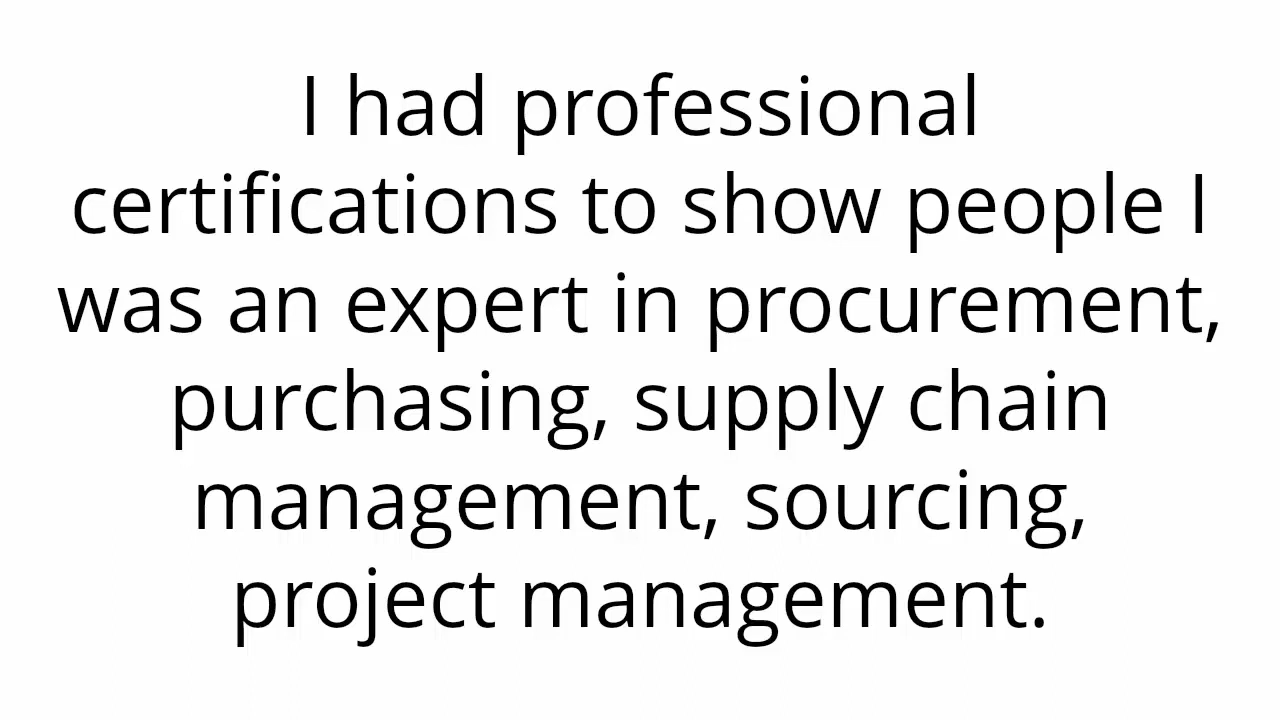 I had professional
certifications to show people I
was an expert in procurement,
purchasing, supply chain
management, sourcing,
project management.